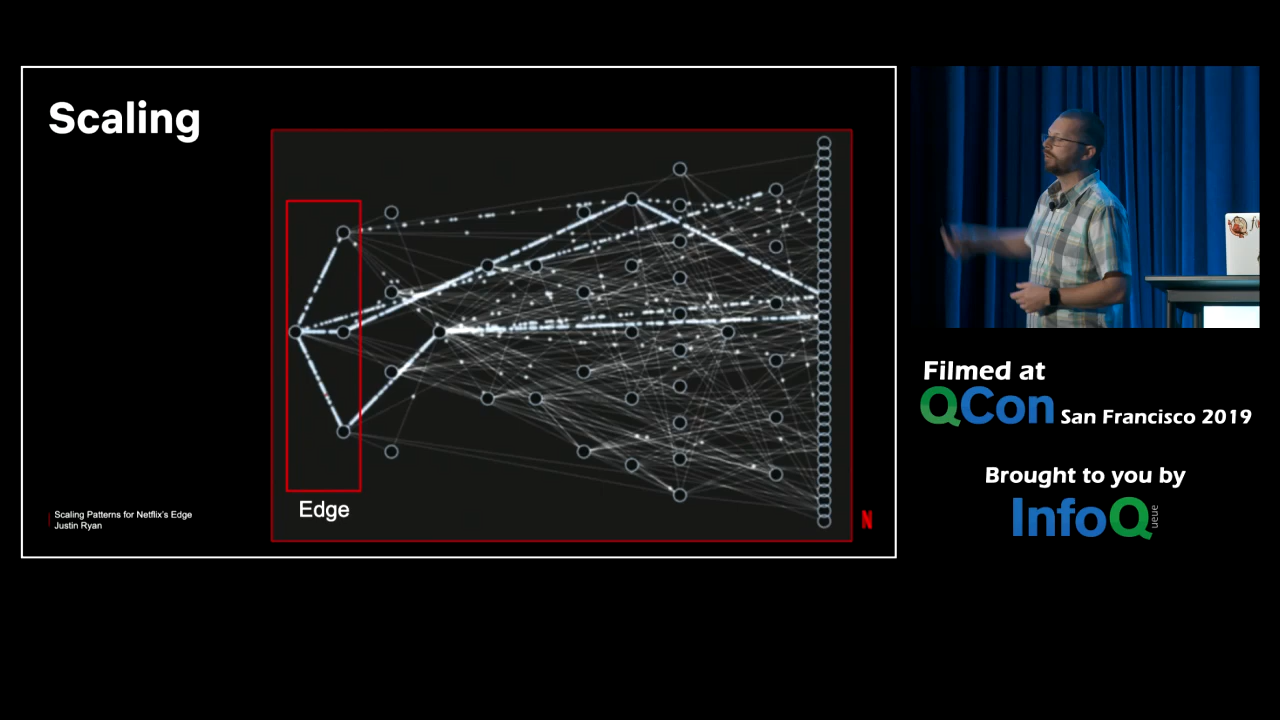 Scaling
Edge
Scaling Patterns for Netflix's Edge
Justin Ryan
N
Filmed at
QCon San Francisco 2019
Brought to you by
InfoQ
ueue